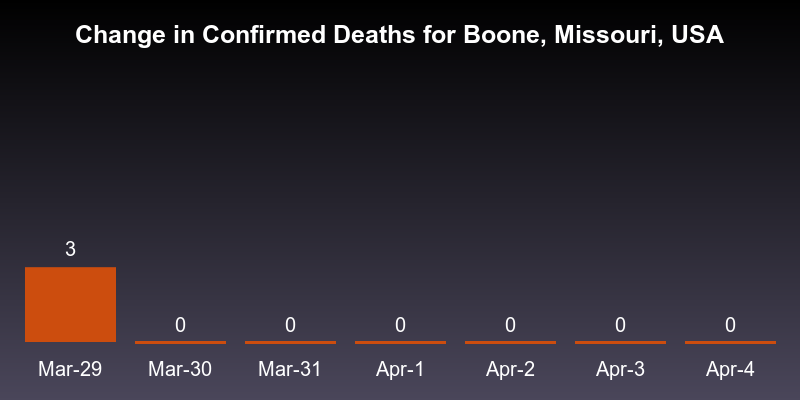 Change in Confirmed Deaths for Boone, Missouri, USA
3
0
0
0
0
0
0
Mar-29
Mar-30
Mar-31
Apr-1
Apr-2
Apr-3
Apr-4